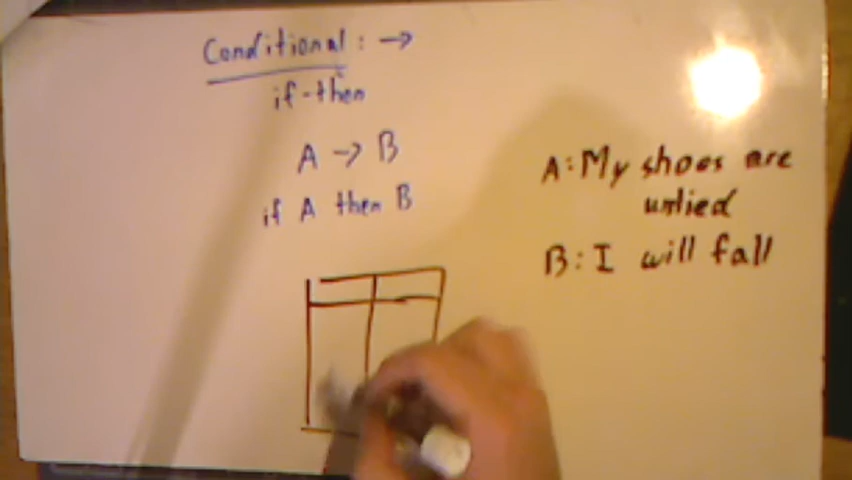 Conditional: →
if-then
A → B
if A then B
A: My shoes are
untied
B: I will fall